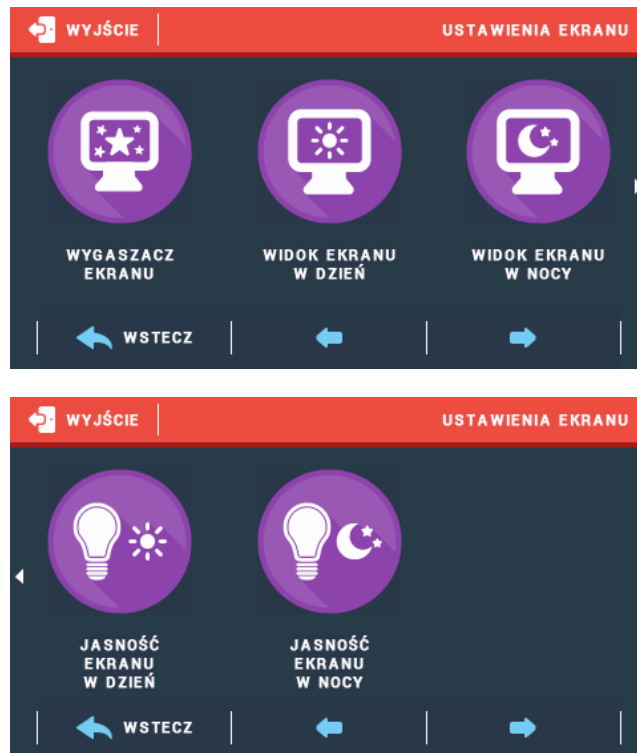 WYJŚCIE
USTAWIENIA EKRANU
WYGASZACZ
EKRANU
WIDOK EKRANU
W DZIEŃ
WIDOK EKRANU
W NOCY
WSTECZ
WYJŚCIE
USTAWIENIA EKRANU
JASNOŚĆ
EKRANU
W DZIEŃ
JASNOŚĆ
EKRANU
W NOCY
WSTECZ